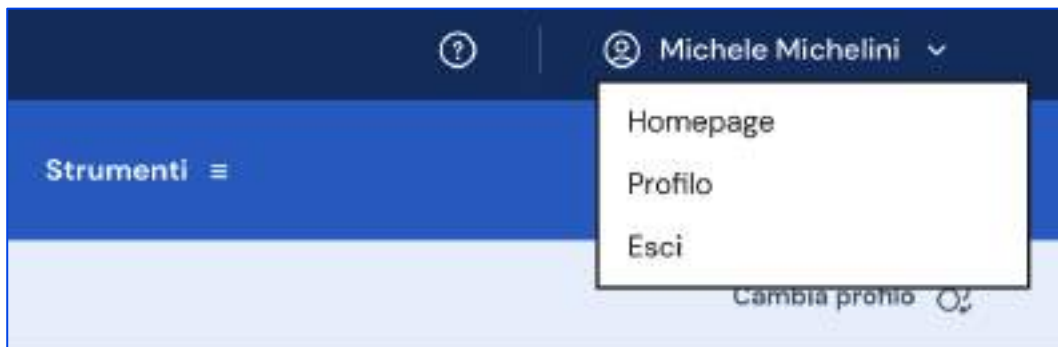 Michele Michelini
Homepage
Strumenti
Profilo
Esci
Cambia profilo